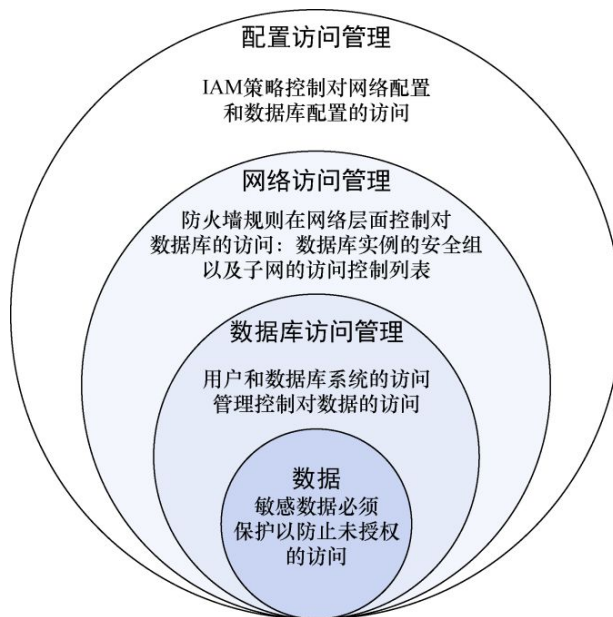 配置访问管理
IAM策略控制对网络配置
和数据库配置的访问
网络访问管理
防火墙规则在网络层面控制对
数据库的访问：数据库实例的安全组
以及子网的访问控制列表
数据库访问管理
用户和数据库系统的访问
管理控制对数据的访问
数据
敏感数据必须
保护以防止未授权
的访问